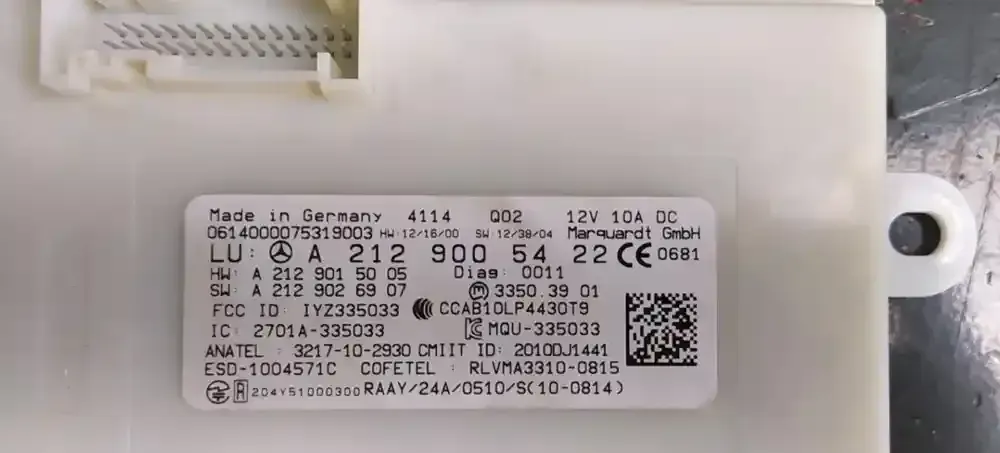 Made in Germany 4114 Q02 12V 10A DC
0614000075319003 HW:12/16/00 SW:12/38/04 Marquardt GmbH
LU: A 212 900 54 22 CE 0681
HW: A 212 901 50 05 Diag: 0011
SW: A 212 902 69 07 M 3350.39 01
FCC ID: IYZ335033 CCAB10LP4430T9
IC: 2701A-335033 MQU-335033
ANATEL : 3217-10-2930 CMIIT ID: 2010DJ1441
ESD-1004571C COFETEL : RLVMA3310-0815
R 204Y51000300 RAAY/24A/0510/S(10-0814)